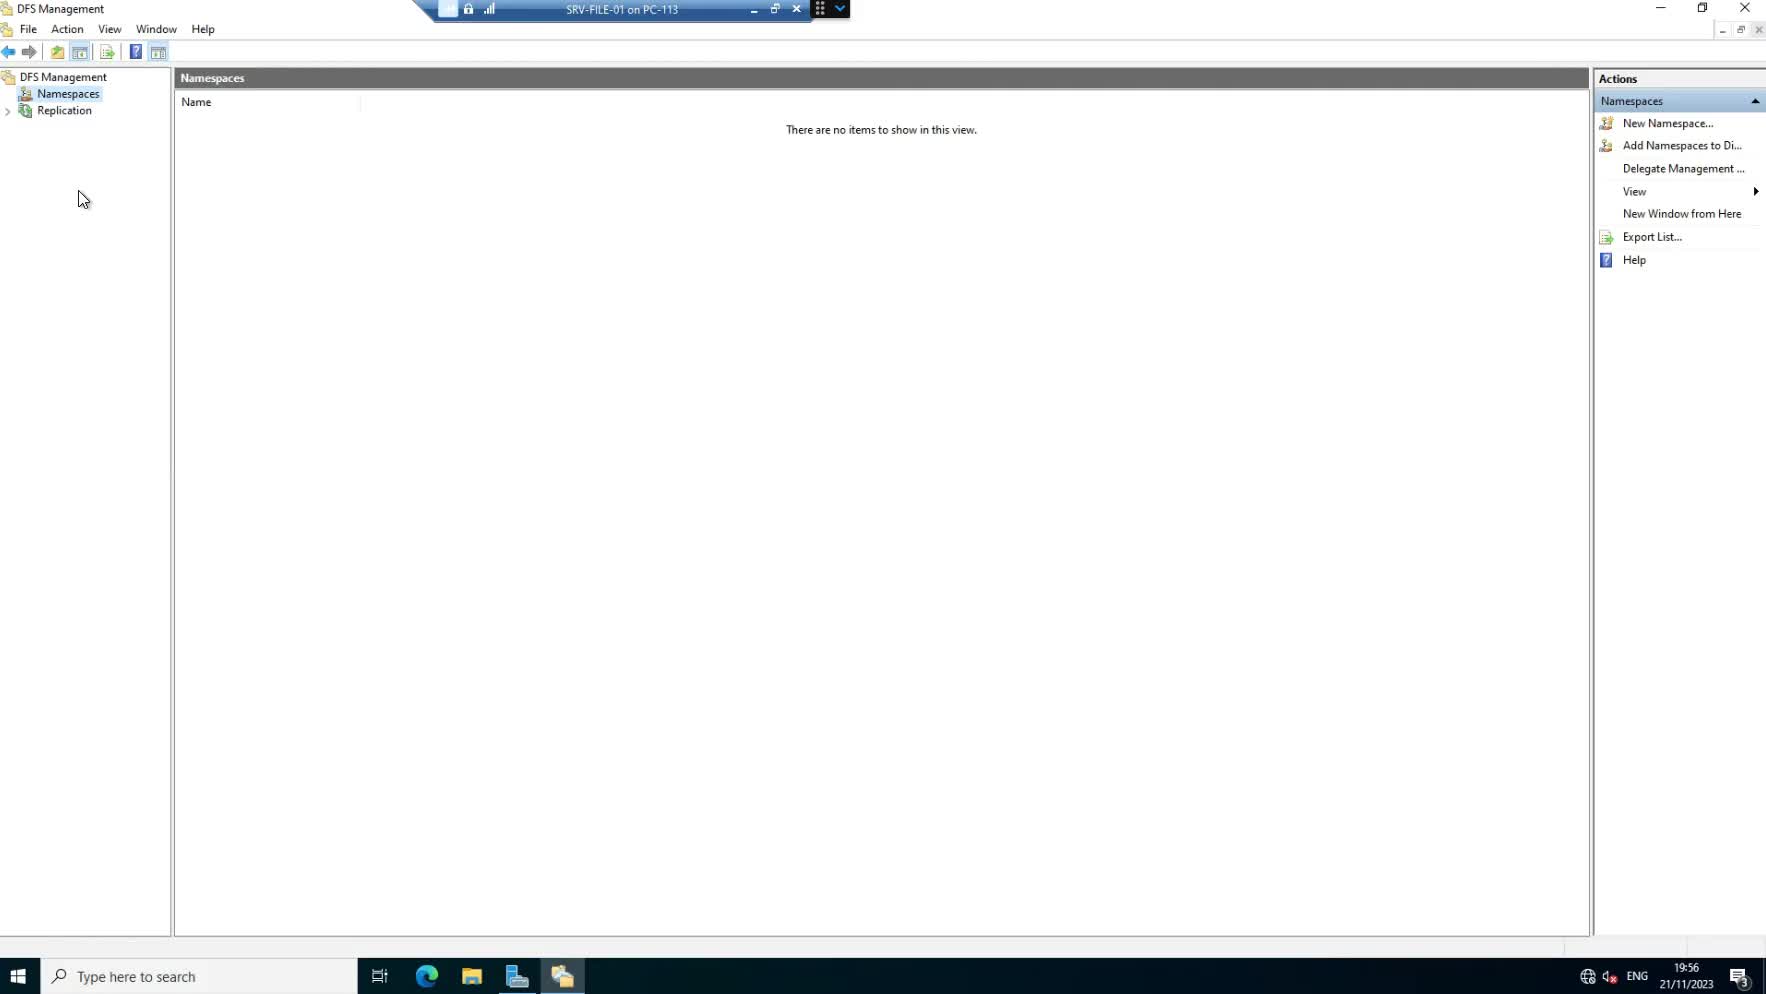 DFS Management
SRV-FILE-01 on PC-113
File Action View Window Help
DFS Management
Namespaces
Replication
Namespaces
Name
There are no items to show in this view.
Actions
Namespaces
New Namespace...
Add Namespaces to Di...
Delegate Management ...
View
New Window from Here
Export List...
Help
Type here to search
ENG
19:56
21/11/2023
3